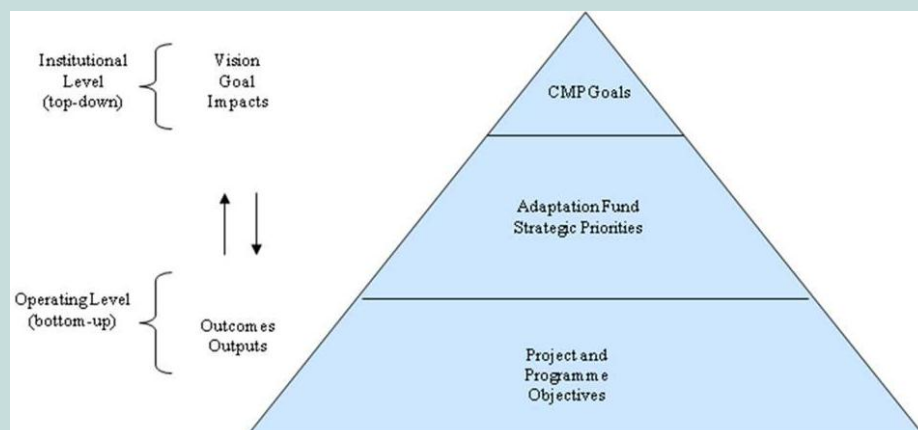 Institutional
Level
(top-down)
Vision
Goal
Impacts
CMP Goals
Adaptation Fund
Strategic Priorities
Operating Level
(bottom-up)
Outcomes
Outputs
Project and
Programme
Objectives